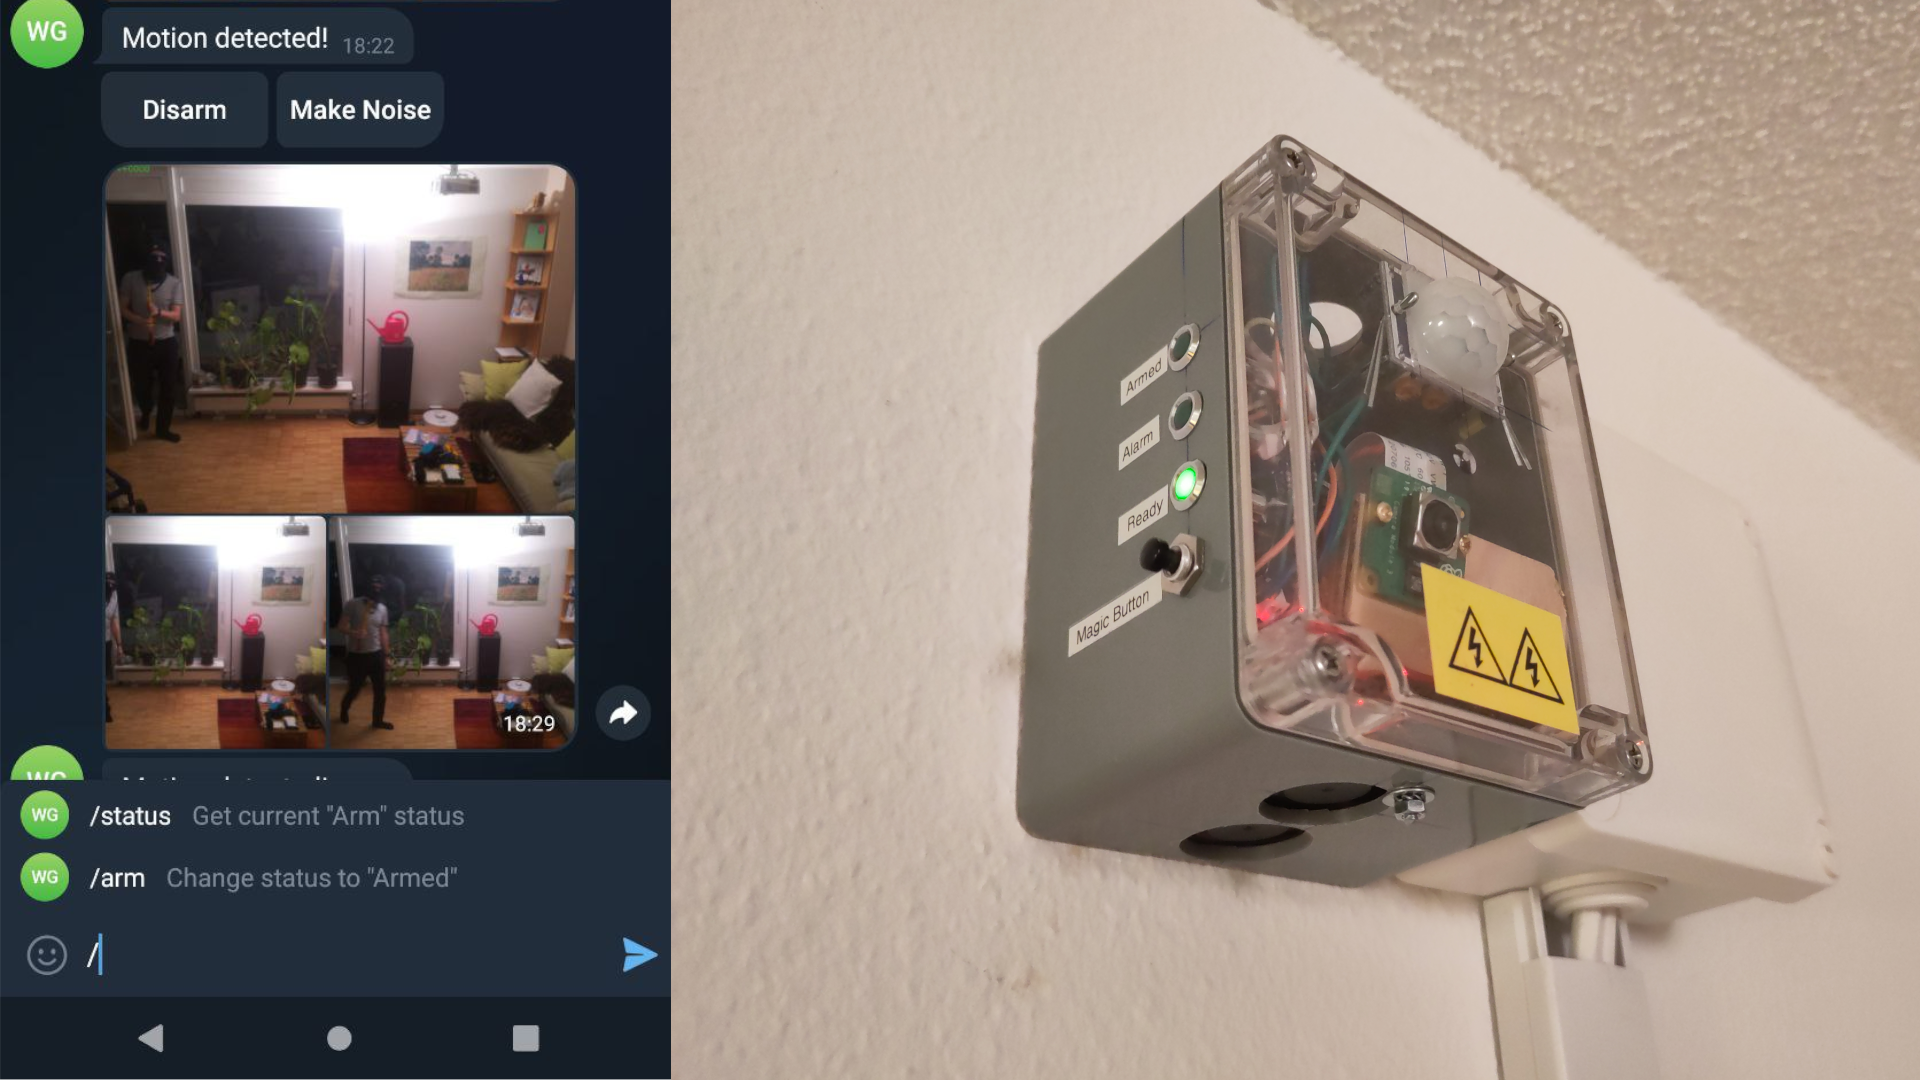 WG
Motion detected! 18:22
Disarm
Make Noise
18:29
WG
/status Get current "Arm" status
WG
/arm Change status to "Armed"
/
Armed
Alarm
Ready
Magic Button